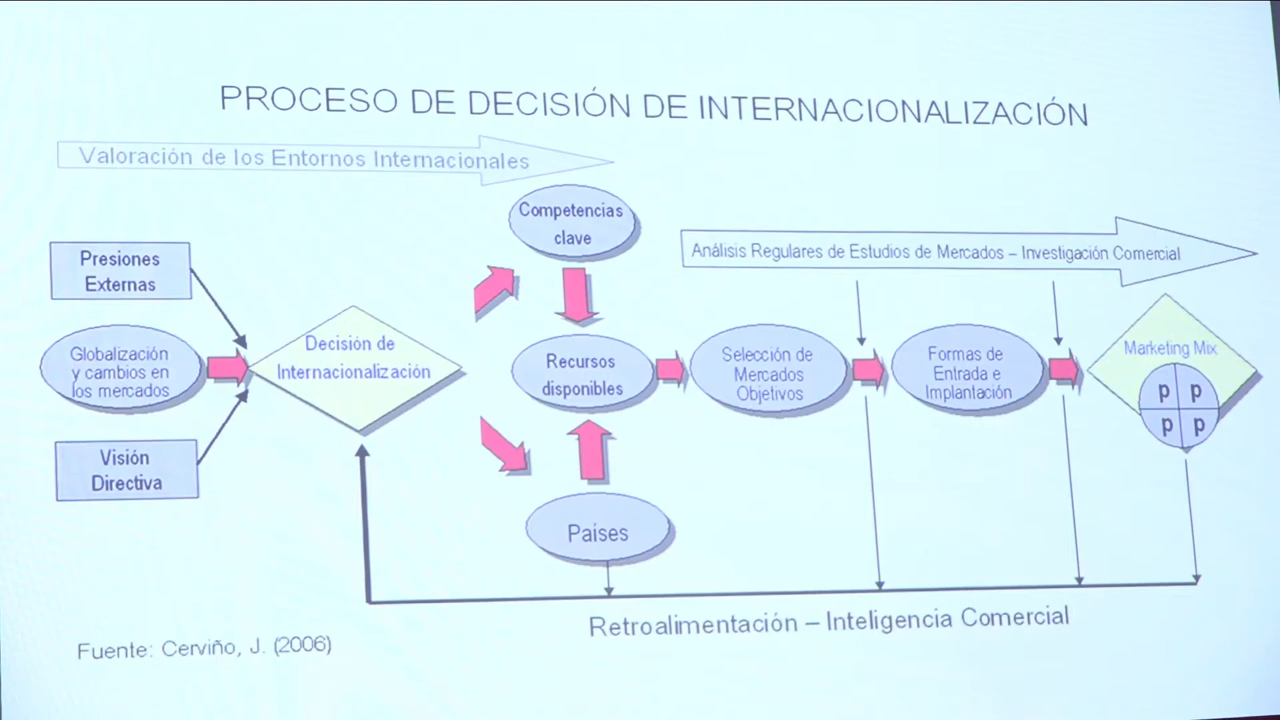 PROCESO DE DECISIÓN DE INTERNACIONALIZACIÓN
Valoración de los Entornos Internacionales
Competencias
clave
Análisis Regulares de Estudios de Mercados – Investigación Comercial
Presiones
Externas
Globalización
y cambios en
los mercados
Visión
Directiva
Decisión de
Internacionalización
Recursos
disponibles
Países
Selección de
Mercados
Objetivos
Formas de
Entrada e
Implantación
Marketing Mix
p p
p p
Retroalimentación – Inteligencia Comercial
Fuente: Cerviño, J. (2006)